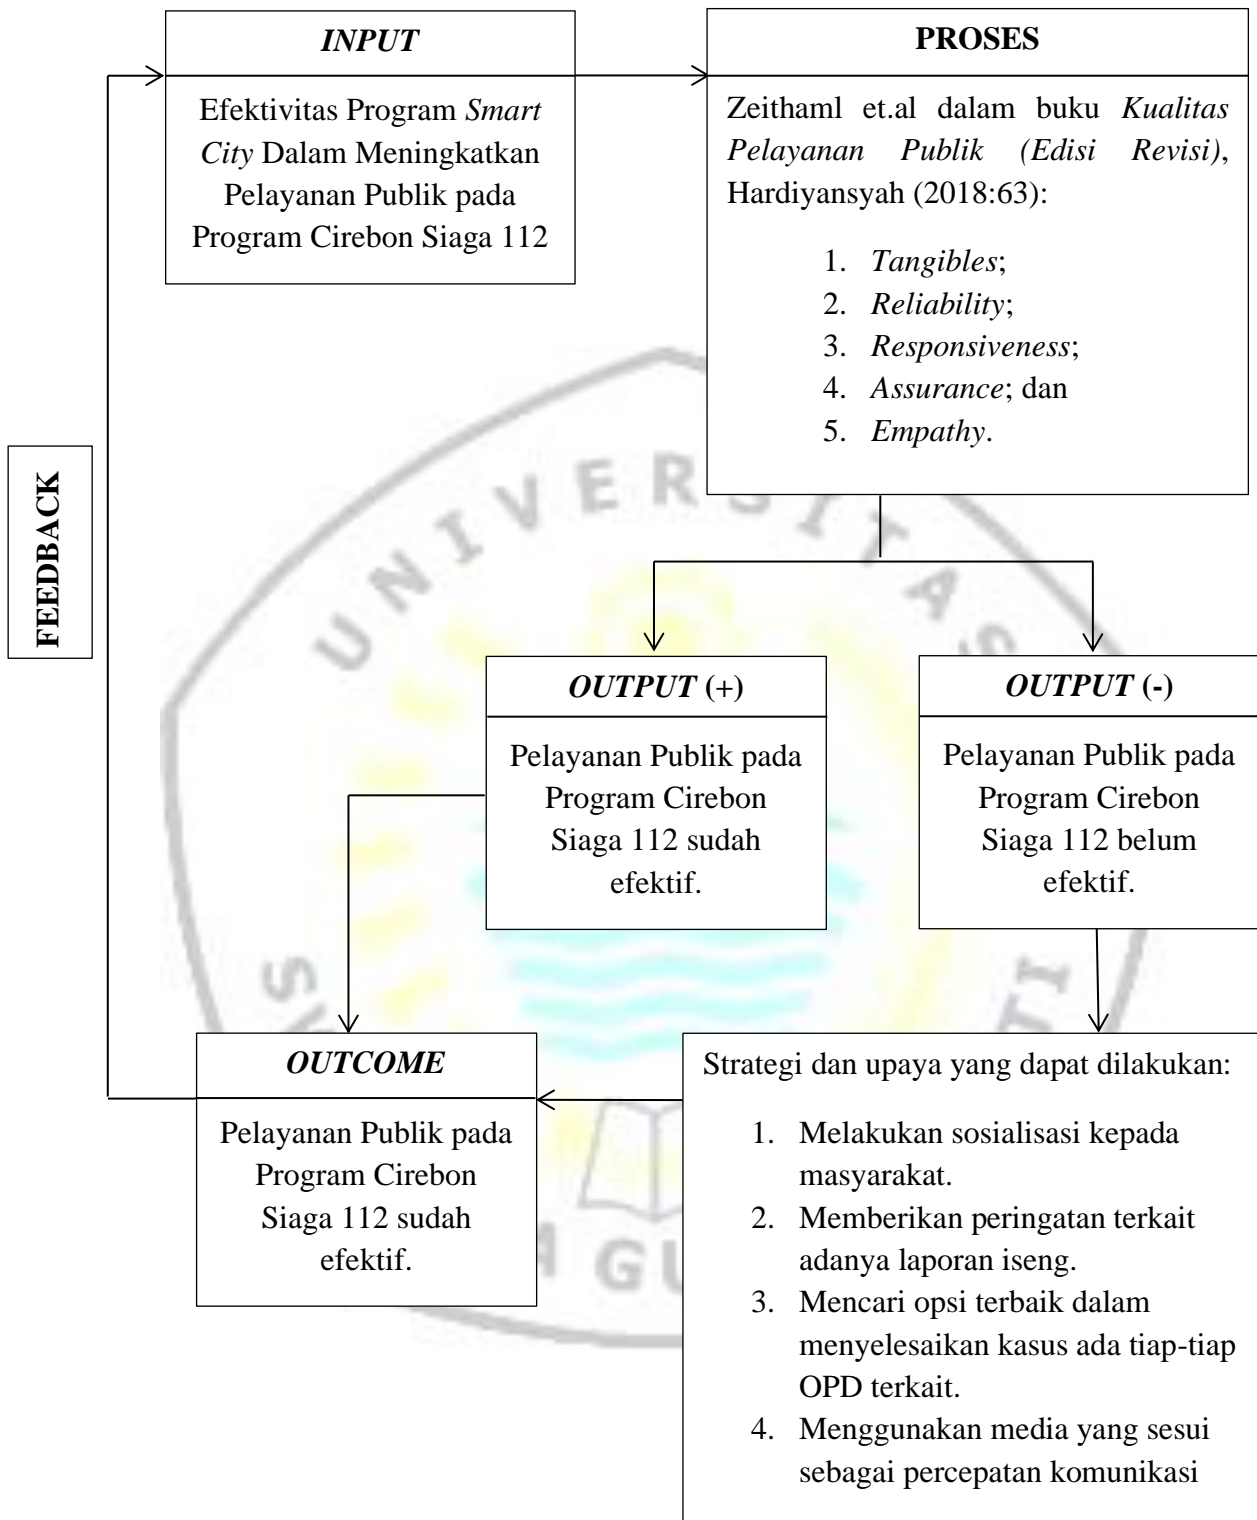 INPUT
Efektivitas Program Smart
City Dalam Meningkatkan
Pelayanan Publik pada
Program Cirebon Siaga 112
PROSES
Zeithaml et.al dalam buku Kualitas
Pelayanan Publik (Edisi Revisi),
Hardiyansyah (2018:63):
1. Tangibles;
2. Reliability;
3. Responsiveness;
4. Assurance; dan
5. Empathy.
FEEDBACK
UNIVERSITAS
OUTPUT (+)
Pelayanan Publik pada
Program Cirebon
Siaga 112 sudah
efektif.
OUTPUT (-)
Pelayanan Publik pada
Program Cirebon
Siaga 112 belum
efektif.
OUTCOME
Pelayanan Publik pada
Program Cirebon
Siaga 112 sudah
efektif.
Strategi dan upaya yang dapat dilakukan:
1. Melakukan sosialisasi kepada
masyarakat.
2. Memberikan peringatan terkait
adanya laporan iseng.
3. Mencari opsi terbaik dalam
menyelesaikan kasus ada tiap-tiap
OPD terkait.
4. Menggunakan media yang sesui
sebagai percepatan komunikasi